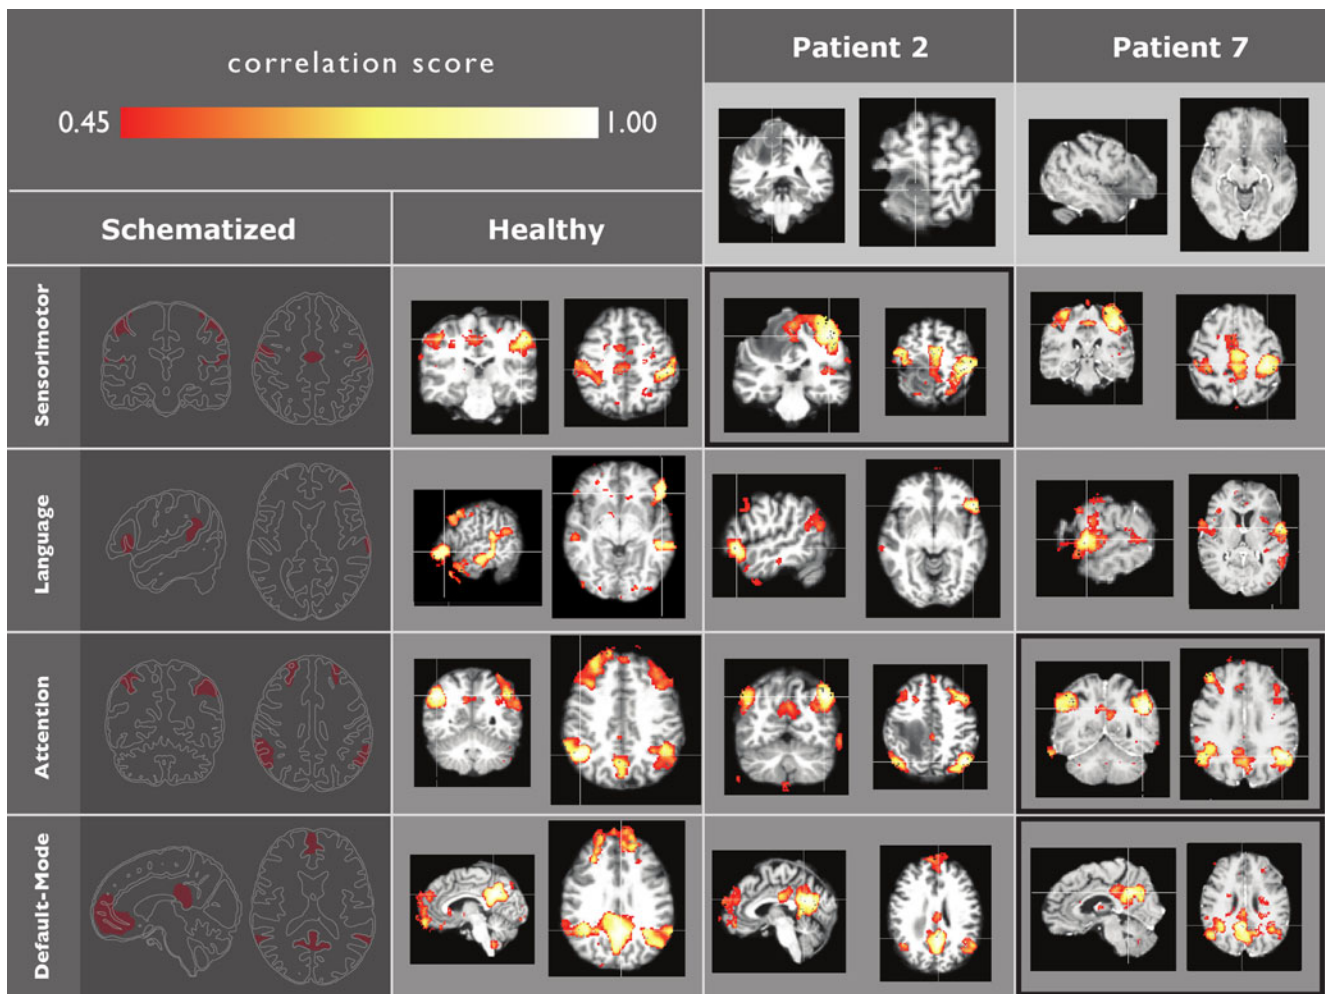 correlation score
0.45 1.00
Patient 2
Patient 7
Schematized
Healthy
Sensorimotor
Language
Attention
Default-Mode